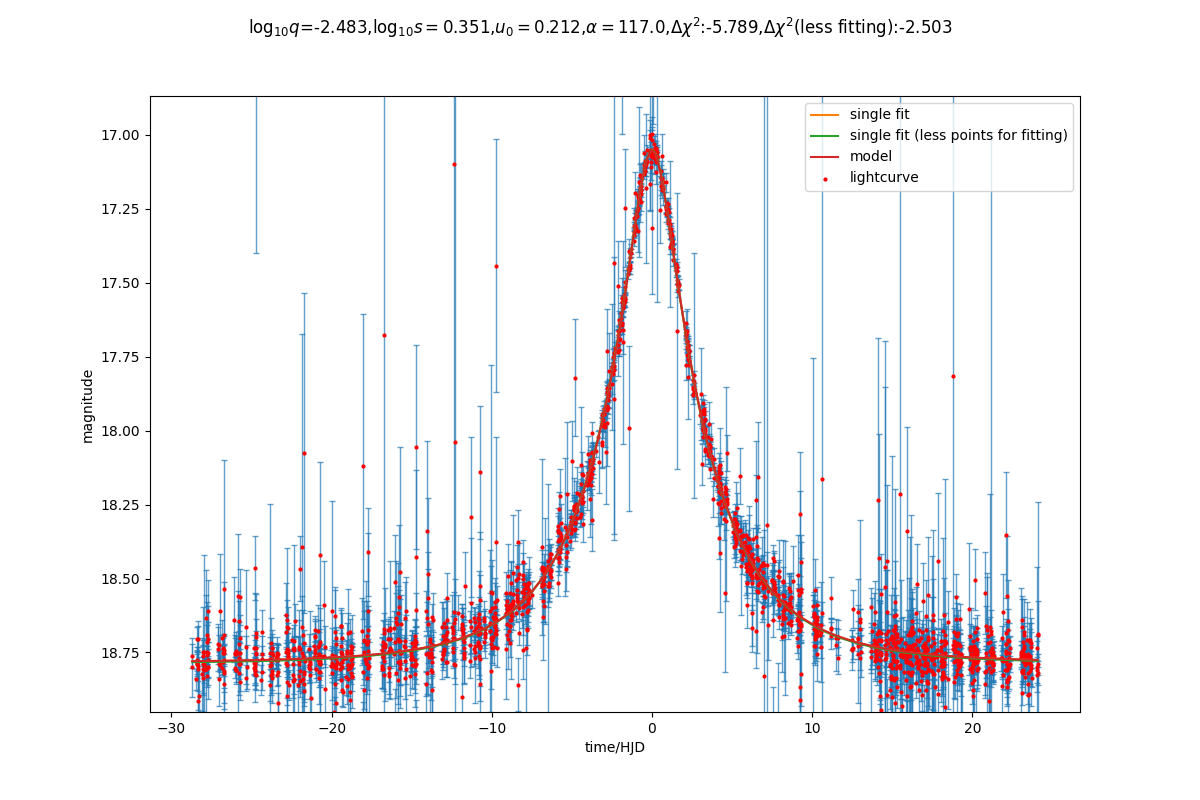 log₁₀q=-2.483,log₁₀s = 0.351,u₀ = 0.212,α = 117.0,Δχ²:-5.789,Δχ²(less fitting):-2.503
single fit
single fit (less points for fitting)
model
lightcurve
17.00
17.25
17.50
17.75
18.00
18.25
18.50
18.75
magnitude
−30
−20
−10
0
10
20
time/HJD